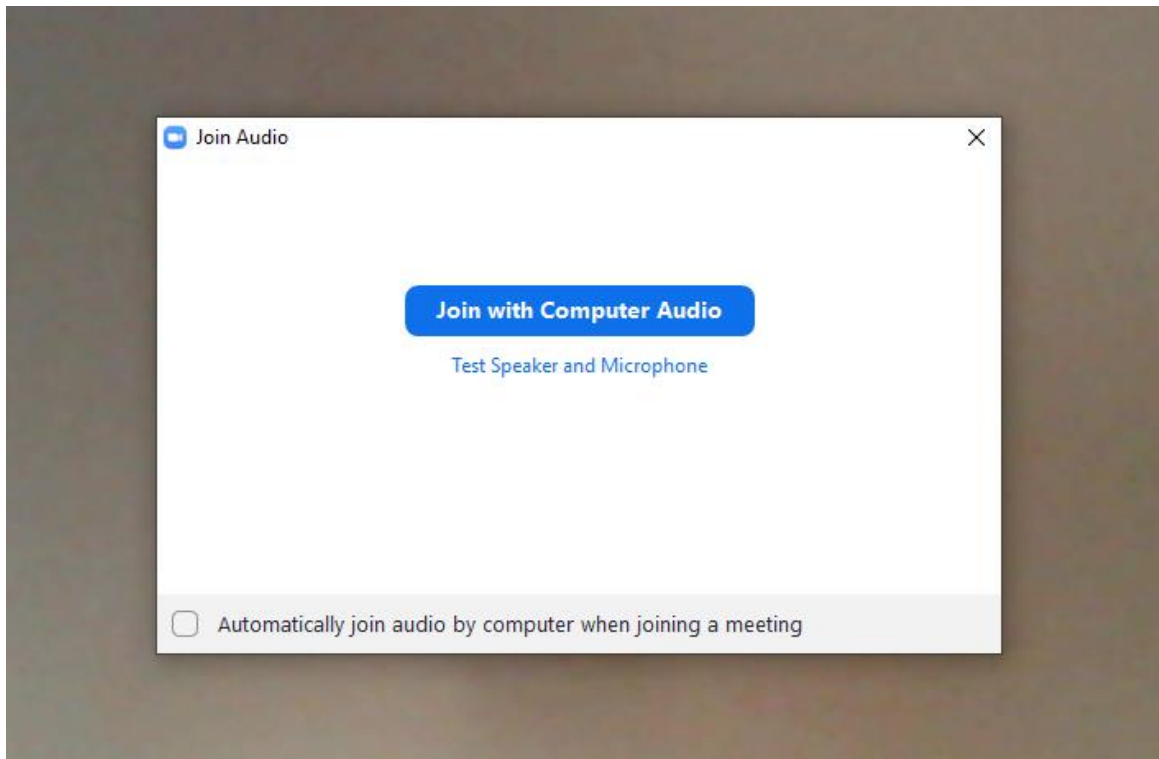 Join Audio
Join with Computer Audio
Test Speaker and Microphone
Automatically join audio by computer when joining a meeting